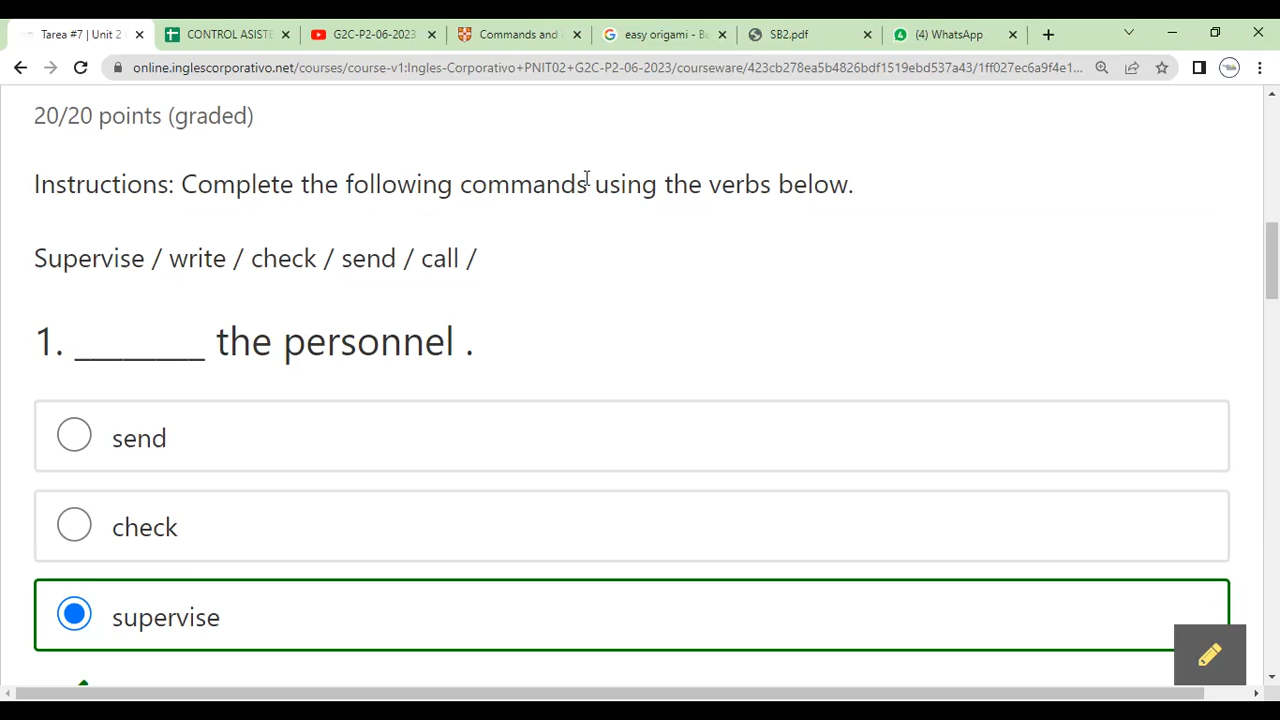 Tarea #7 | Unit 2
CONTROL ASISTE
G2C-P2-06-2023
Commands and
easy origami - B
SB2.pdf
(4) WhatsApp
online.inglescorporativo.net/courses/course-v1:Ingles-Corporativo+PNIT02+G2C-P2-06-2023/courseware/423cb278ea5b4826bdf1519ebd537a43/1ff027ec6a9f4e1...
20/20 points (graded)
Instructions: Complete the following commands using the verbs below.
Supervise / write / check / send / call /
1. ________ the personnel .
send
check
supervise